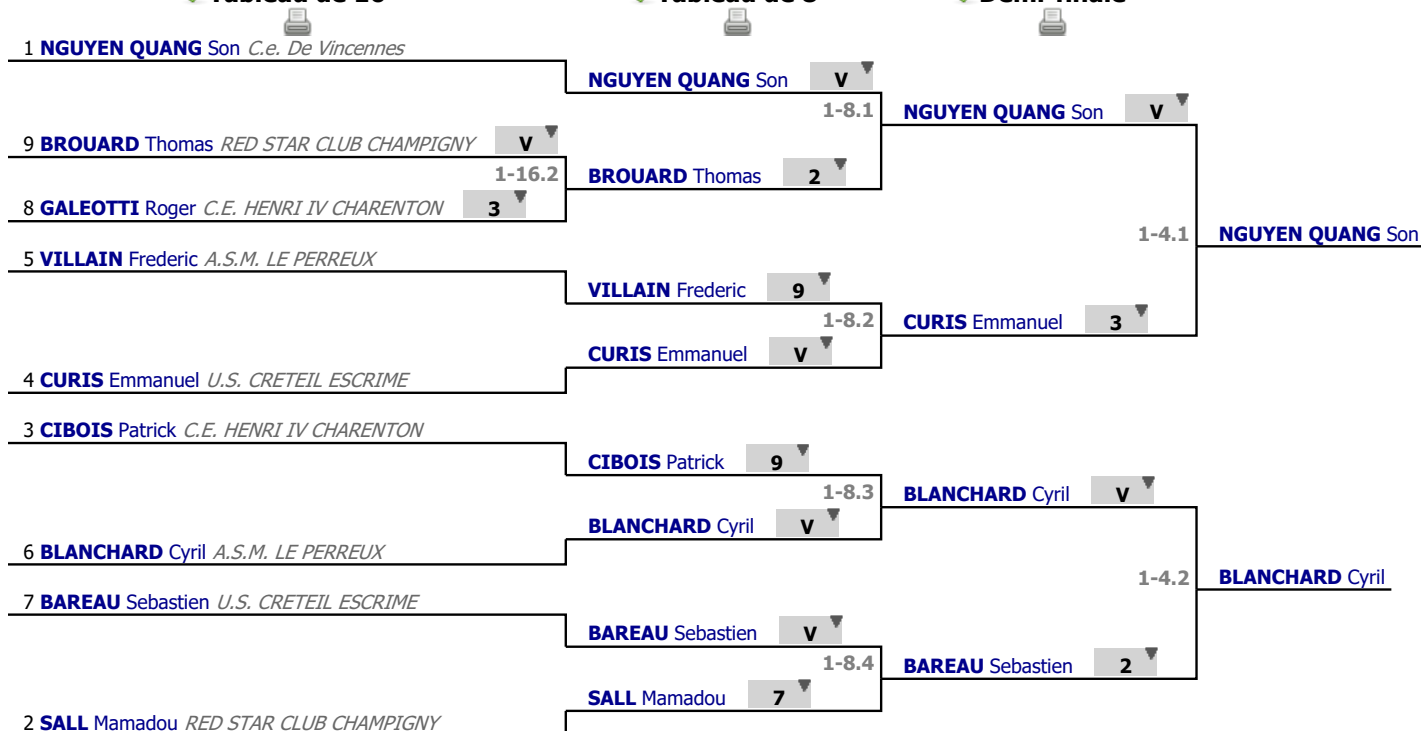 Tableau de 16
Tableau de 8
Demi-finale
1 NGUYEN QUANG Son C.e. De Vincennes
NGUYEN QUANG Son V
1-8.1
NGUYEN QUANG Son V
9 BROUARD Thomas RED STAR CLUB CHAMPIGNY V
1-16.2
BROUARD Thomas 2
8 GALEOTTI Roger C.E. HENRI IV CHARENTON 3
1-4.1
NGUYEN QUANG Son
5 VILLAIN Frederic A.S.M. LE PERREUX
VILLAIN Frederic 9
1-8.2
CURIS Emmanuel 3
CURIS Emmanuel V
4 CURIS Emmanuel U.S. CRETEIL ESCRIME
3 CIBOIS Patrick C.E. HENRI IV CHARENTON
CIBOIS Patrick 9
1-8.3
BLANCHARD Cyril V
BLANCHARD Cyril V
6 BLANCHARD Cyril A.S.M. LE PERREUX
1-4.2
BLANCHARD Cyril
7 BAREAU Sebastien U.S. CRETEIL ESCRIME
BAREAU Sebastien V
1-8.4
BAREAU Sebastien 2
SALL Mamadou 7
2 SALL Mamadou RED STAR CLUB CHAMPIGNY